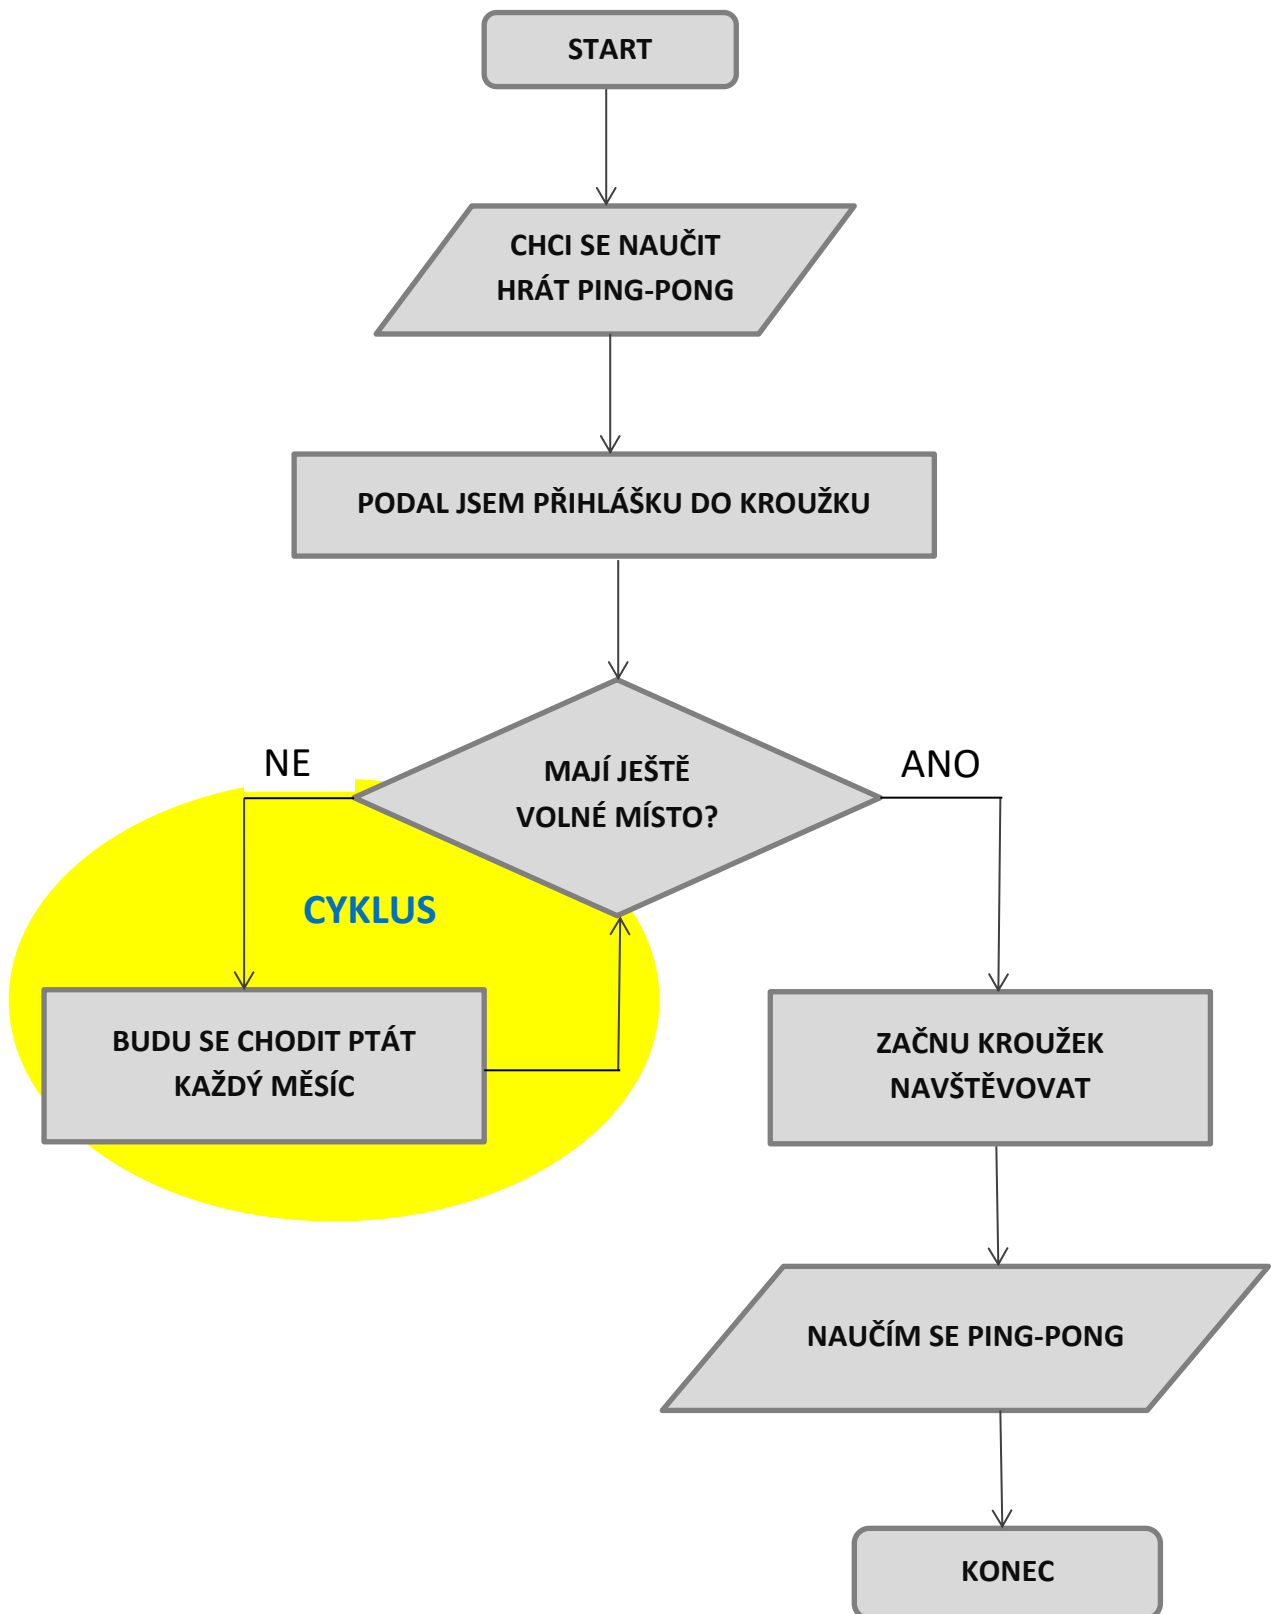 START
CHCI SE NAUČIT
HRÁT PING-PONG
PODAL JSEM PŘIHLÁŠKU DO KROUŽKU
NE
MAJÍ JEŠTĚ
VOLNÉ MÍSTO?
ANO
CYKLUS
BUDU SE CHODIT PTÁT
KAŽDÝ MĚSÍC
ZAČNU KROUŽEK
NAVŠTĚVOVAT
NAUČÍM SE PING-PONG
KONEC